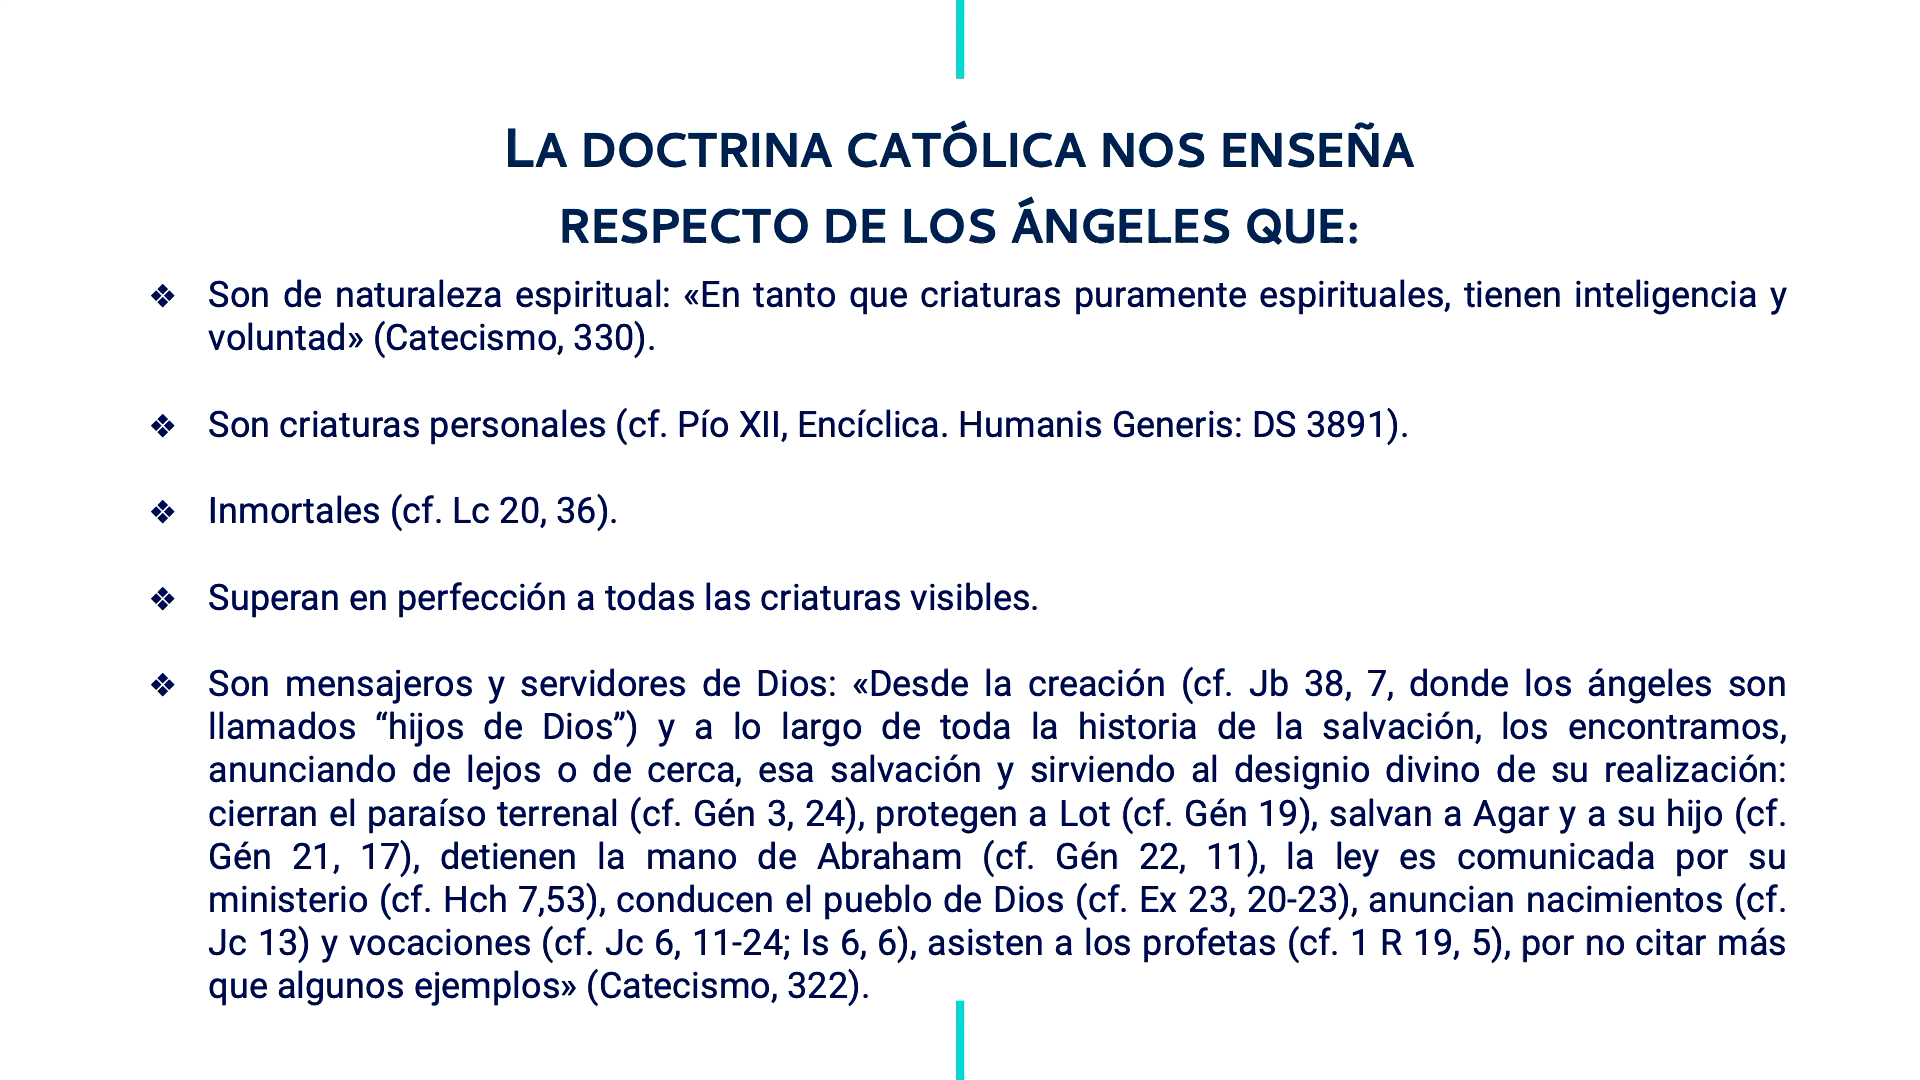 LA DOCTRINA CATÓLICA NOS ENSEÑA
RESPECTO DE LOS ÁNGELES QUE:
❖ Son de naturaleza espiritual: «En tanto que criaturas puramente espirituales, tienen inteligencia y
voluntad» (Catecismo, 330).
❖ Son criaturas personales (cf. Pío XII, Encíclica. Humanis Generis: DS 3891).
❖ Inmortales (cf. Lc 20, 36).
❖ Superan en perfección a todas las criaturas visibles.
❖ Son mensajeros y servidores de Dios: «Desde la creación (cf. Jb 38, 7, donde los ángeles son
llamados “hijos de Dios”) y a lo largo de toda la historia de la salvación, los encontramos,
anunciando de lejos o de cerca, esa salvación y sirviendo al designio divino de su realización:
cierran el paraíso terrenal (cf. Gén 3, 24), protegen a Lot (cf. Gén 19), salvan a Agar y a su hijo (cf.
Gén 21, 17), detienen la mano de Abraham (cf. Gén 22, 11), la ley es comunicada por su
ministerio (cf. Hch 7,53), conducen el pueblo de Dios (cf. Ex 23, 20-23), anuncian nacimientos (cf.
Jc 13) y vocaciones (cf. Jc 6, 11-24; Is 6, 6), asisten a los profetas (cf. 1 R 19, 5), por no citar más
que algunos ejemplos» (Catecismo, 322).